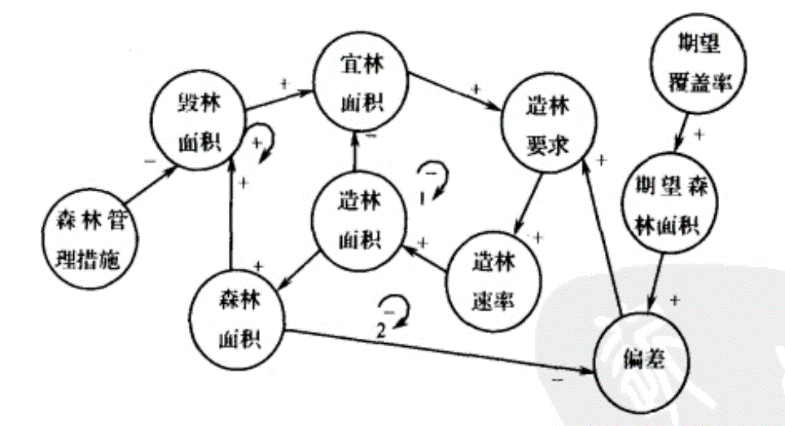 期望
覆盖率
宜林
面积
毁林
面积
造林
要求
期望森
林面积
森林管
理措施
造林
面积
造林
速率
森林
面积
偏差
+
+
+
+
+
+
+
+
+
+
−
−
−
−
1
−
2